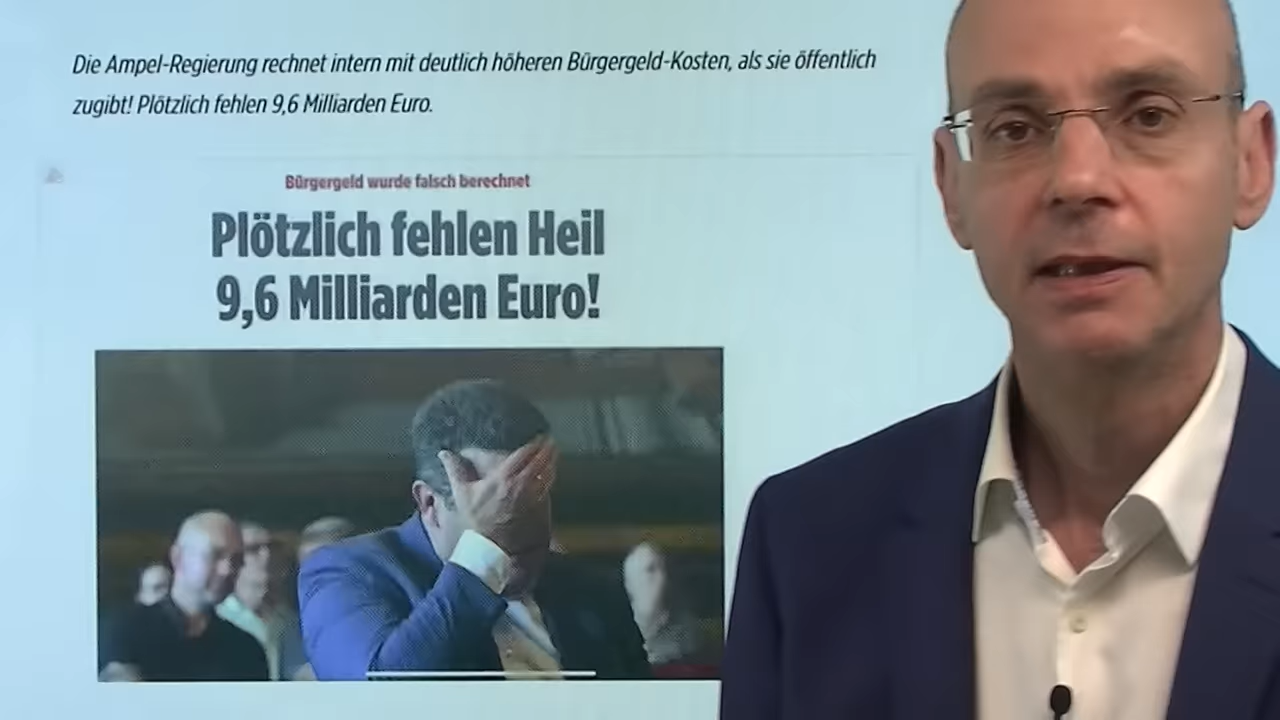 Die Ampel-Regierung rechnet intern mit deutlich höheren Bürgergeld-Kosten, als sie öffentlich
zugibt! Plötzlich fehlen 9,6 Milliarden Euro.
Bürgergeld wurde falsch berechnet
Plötzlich fehlen Heil
9,6 Milliarden Euro!